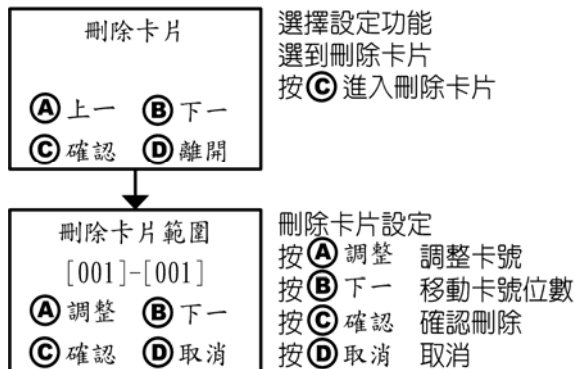 刪除卡片
Ⓐ上一 Ⓑ下一
Ⓒ確認 Ⓓ離開
選擇設定功能
選到刪除卡片
按Ⓒ進入刪除卡片
刪除卡片範圍
[001]-[001]
Ⓐ調整 Ⓑ下一
Ⓒ確認 Ⓓ取消
刪除卡片設定
按Ⓐ調整 調整卡號
按Ⓑ下一 移動卡號位數
按Ⓒ確認 確認刪除
按Ⓓ取消 取消